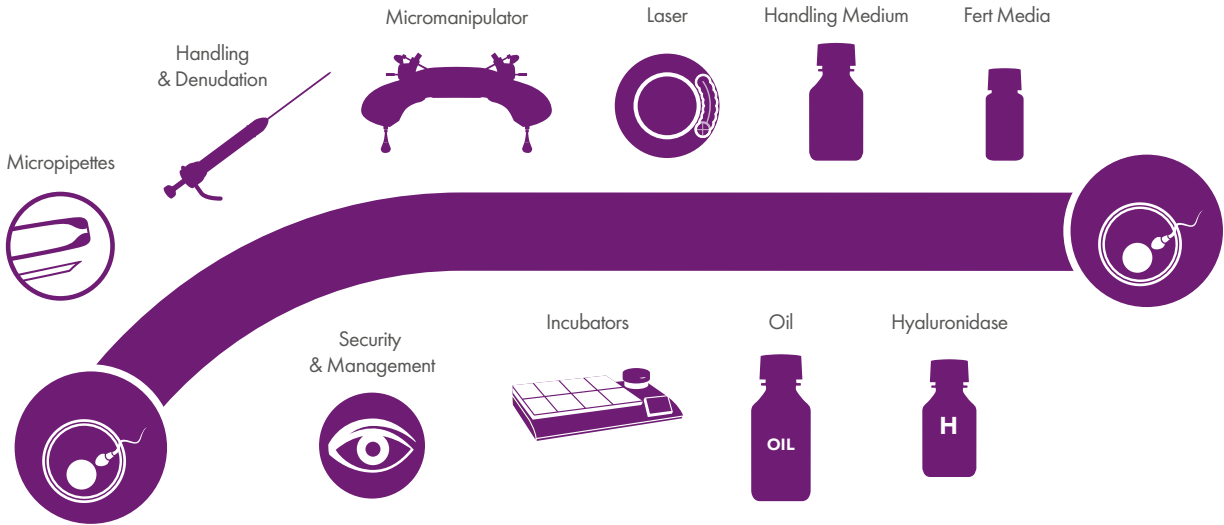 Micromanipulator
Laser
Handling Medium
Fert Media
Handling
& Denudation
Micropipettes
Security
& Management
Incubators
Oil
Hyaluronidase
OIL
H